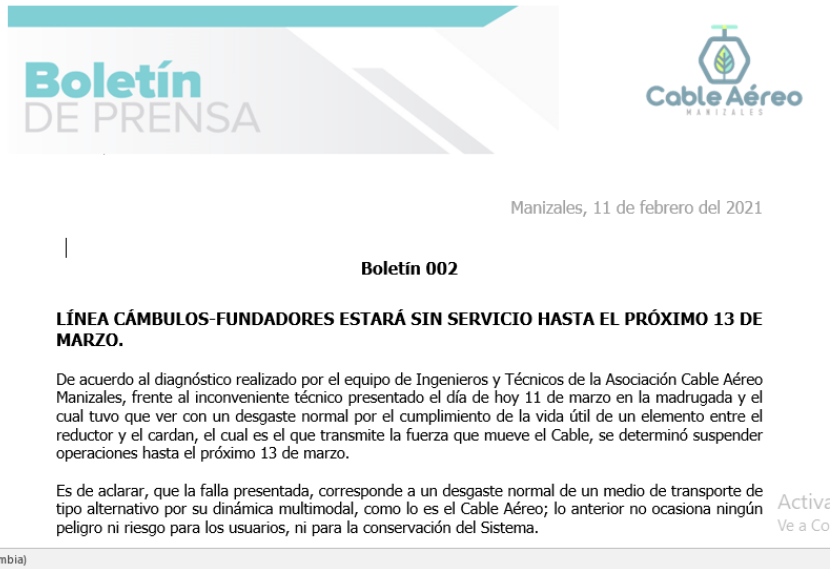 Boletín
DE PRENSA
Cable Aéreo
MANIZALES
Manizales, 11 de febrero del 2021
Boletín 002
LÍNEA CÁMBULOS-FUNDADORES ESTARÁ SIN SERVICIO HASTA EL PRÓXIMO 13 DE
MARZO.
De acuerdo al diagnóstico realizado por el equipo de Ingenieros y Técnicos de la Asociación Cable Aéreo
Manizales, frente al inconveniente técnico presentado el día de hoy 11 de marzo en la madrugada y el
cual tuvo que ver con un desgaste normal por el cumplimiento de la vida útil de un elemento entre el
reductor y el cardan, el cual es el que transmite la fuerza que mueve el Cable, se determinó suspender
operaciones hasta el próximo 13 de marzo.
Es de aclarar, que la falla presentada, corresponde a un desgaste normal de un medio de transporte de
tipo alternativo por su dinámica multimodal, como lo es el Cable Aéreo; lo anterior no ocasiona ningún
peligro ni riesgo para los usuarios, ni para la conservación del Sistema.
Activa
Ve a Co
mbia)